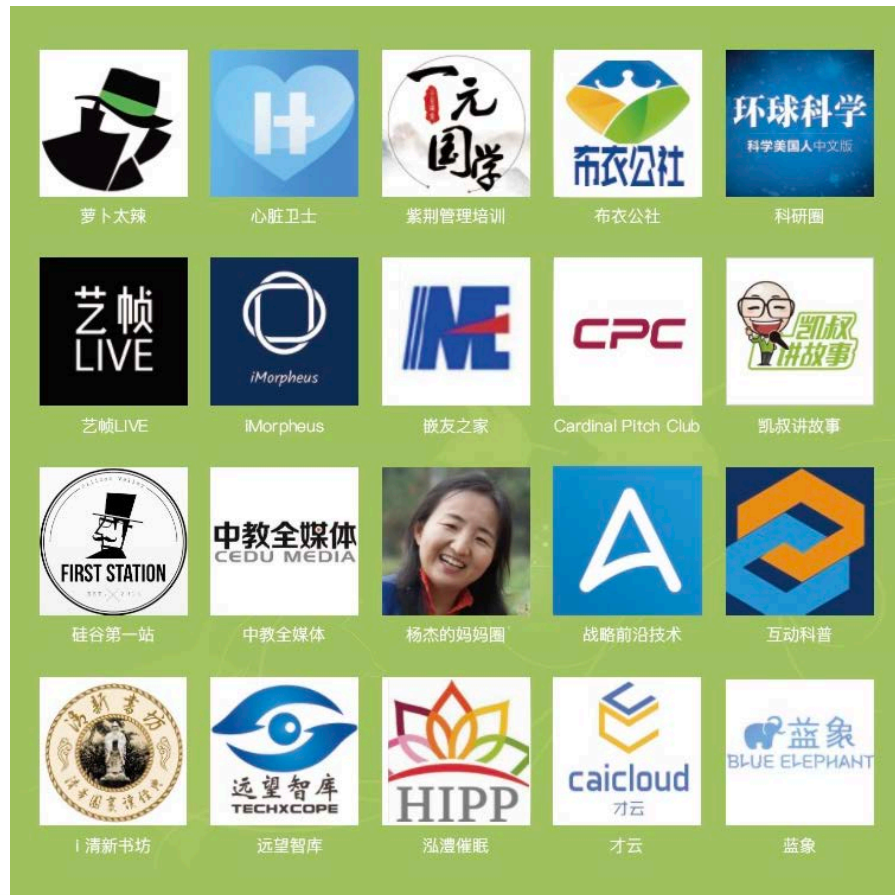 H
一元
国学
布衣公社
环球科学
科学美国人中文版
萝卜太辣
心脏卫士
紫荆管理培训
布衣公社
科研圈
艺帧
LIVE
iMorpheus
ME
CPC
凯叔
讲故事
艺帧LIVE
iMorpheus
嵌友之家
Cardinal Pitch Club
凯叔讲故事
Silicon Valley
FIRST STATION
中教全媒体
CEDU MEDIA
A
硅谷第一站
中教全媒体
杨杰的妈妈圈
战略前沿技术
互动科普
清新書坊
远望智库
TECHXCOPE
HIPP
caicloud
才云
蓝象
BLUE ELEPHANT
i 清新书坊
远望智库
泓澧催眠
才云
蓝象